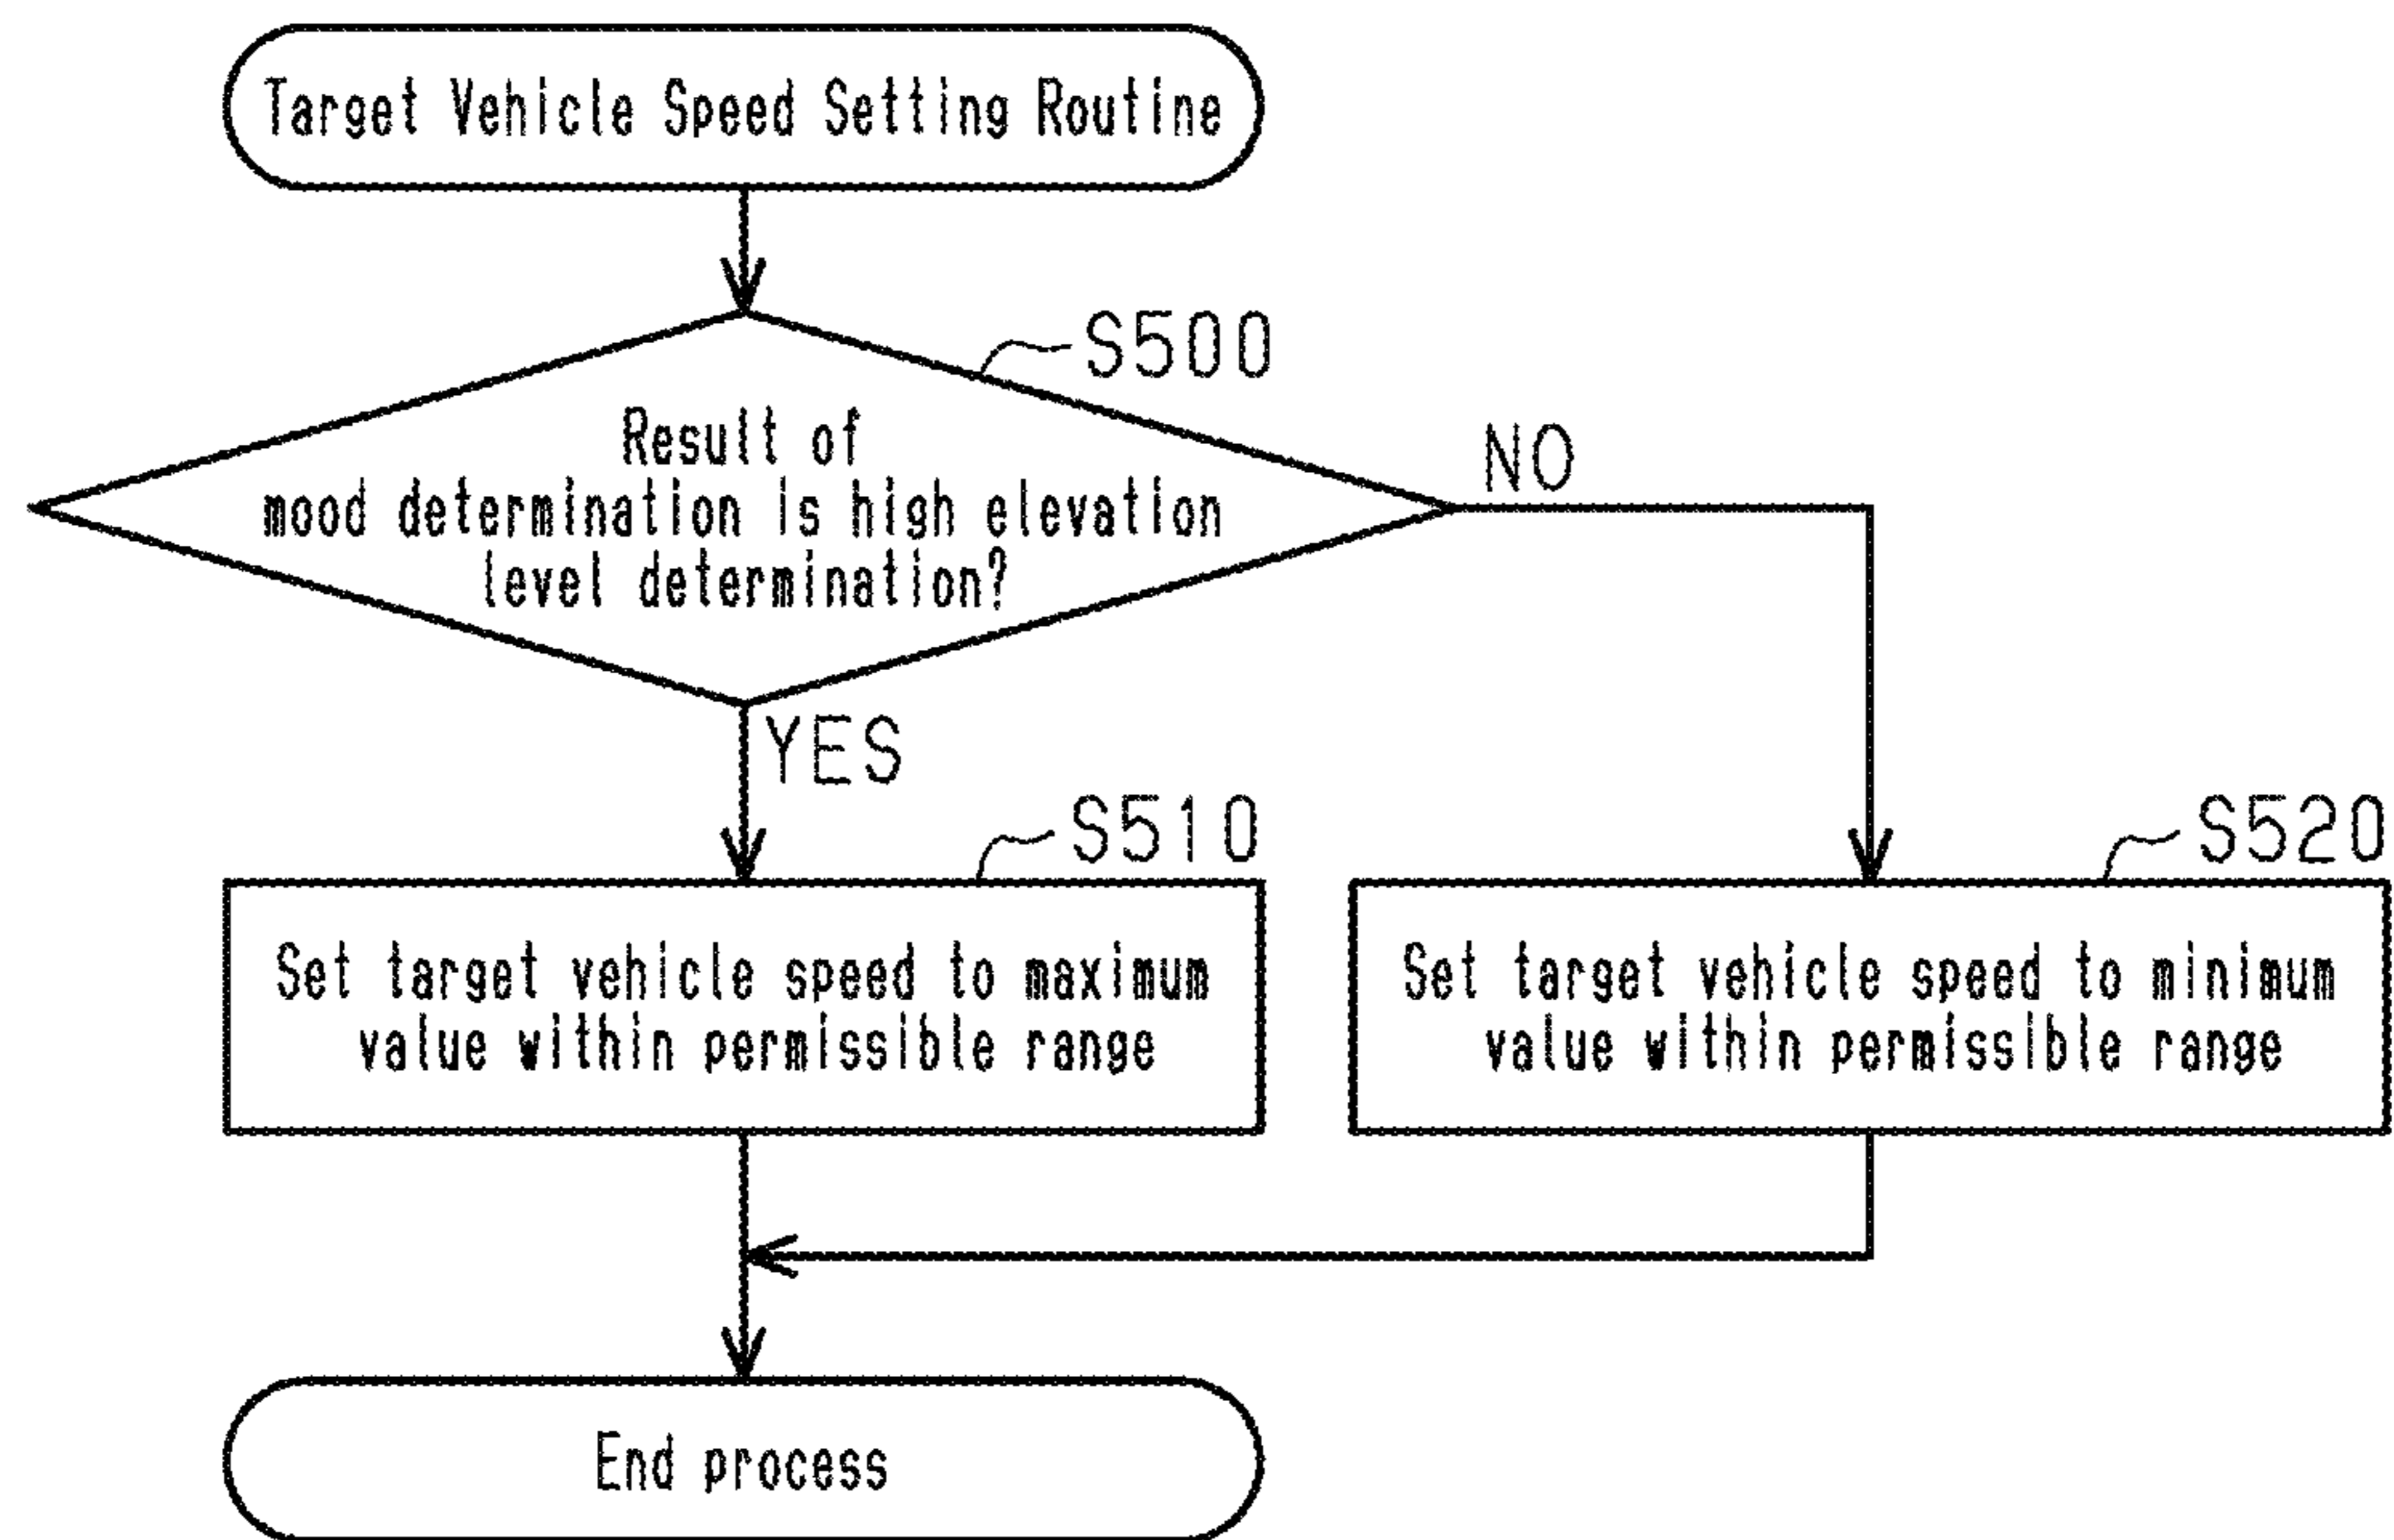 Target Vehicle Speed Setting Routine
S500
Result of
mood determination is high elevation
level determination?
NO
YES
S510
Set target vehicle speed to maximum
value within permissible range
S520
Set target vehicle speed to minimum
value within permissible range
End process